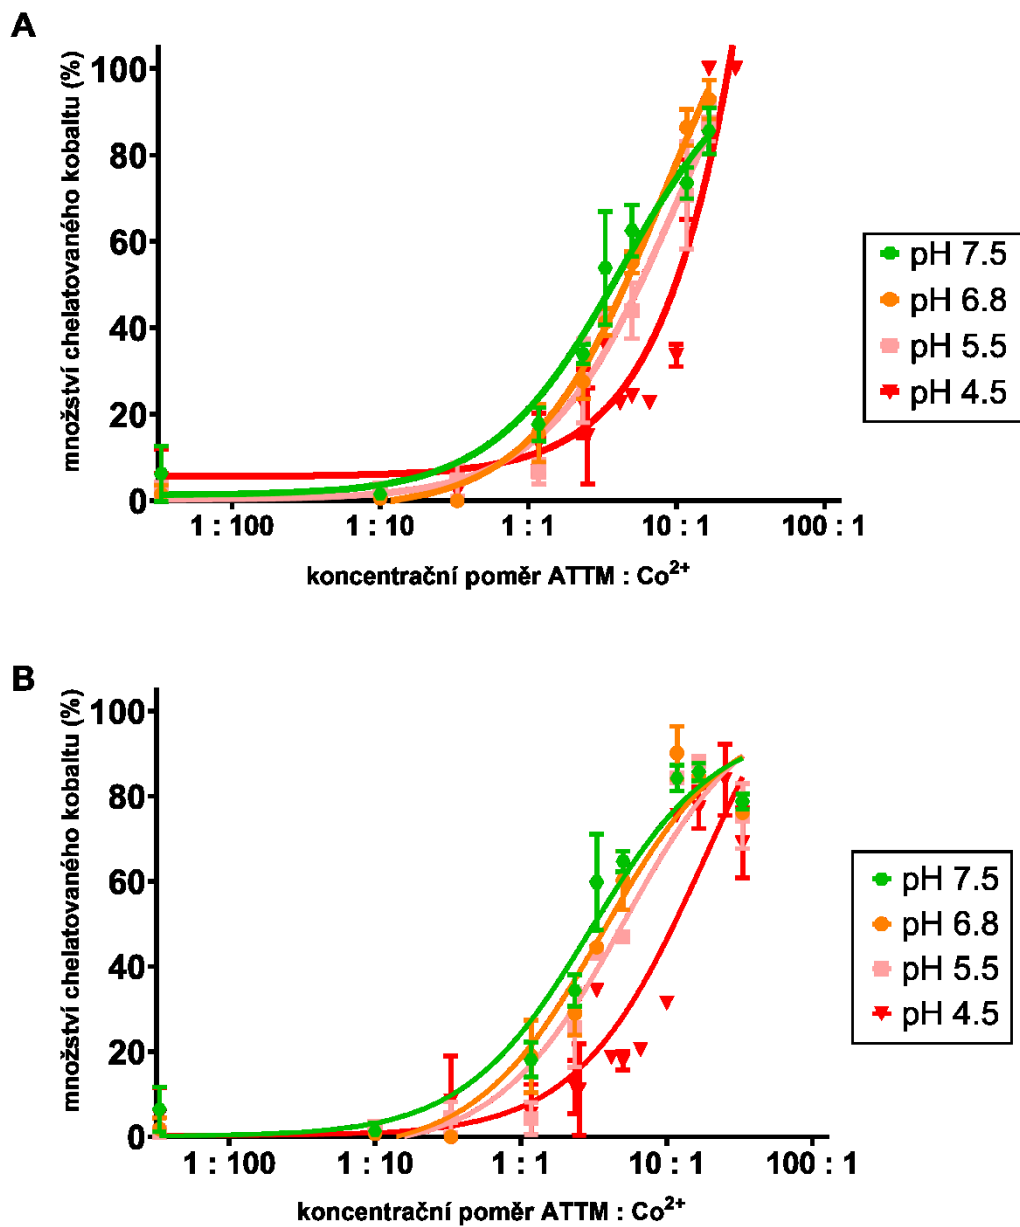 A
množství chelatovaného kobaltu (%)
100
80
60
40
20
0
1 : 100
1 : 10
1 : 1
10 : 1
100 : 1
koncentrační poměr ATTM : Co²⁺
pH 7.5
pH 6.8
pH 5.5
pH 4.5
B
množství chelatovaného kobaltu (%)
100
80
60
40
20
0
1 : 100
1 : 10
1 : 1
10 : 1
100 : 1
koncentrační poměr ATTM : Co²⁺
pH 7.5
pH 6.8
pH 5.5
pH 4.5